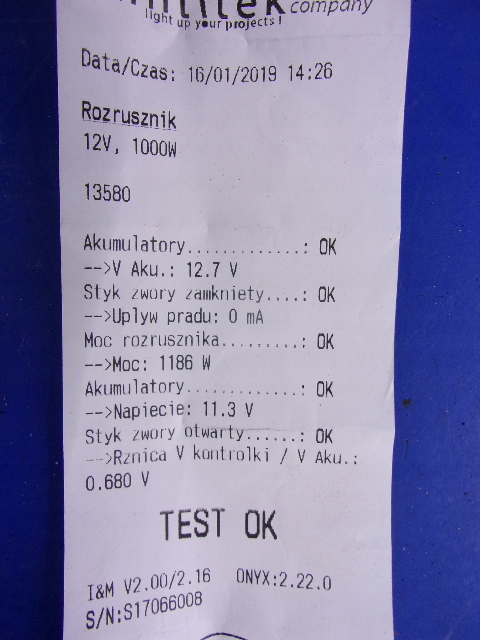 company
light up your projects!
Data/Czas: 16/01/2019 14:26
Rozrusznik
12V, 1000W
13580
Akumulatory............: OK
-->V Aku.: 12.7 V
Styk zwory zamkniety....: OK
-->Uplyw pradu: 0 mA
Moc rozrusznika.........: OK
-->Moc: 1186 W
Akumulatory............: OK
-->Napiecie: 11.3 V
Styk zwory otwarty......: OK
-->Rznica V kontrolki / V Aku.:
0.680 V
TEST OK
I&M V2.00/2.16 ONYX:2.22.0
S/N:S17066008